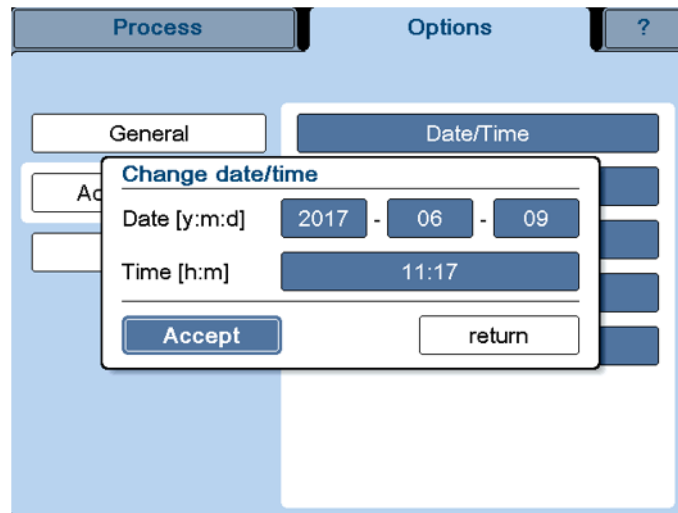 Process Options ?
General Date/Time
Change date/time
Date [y:m:d] 2017 - 06 - 09
Time [h:m] 11:17
Accept return